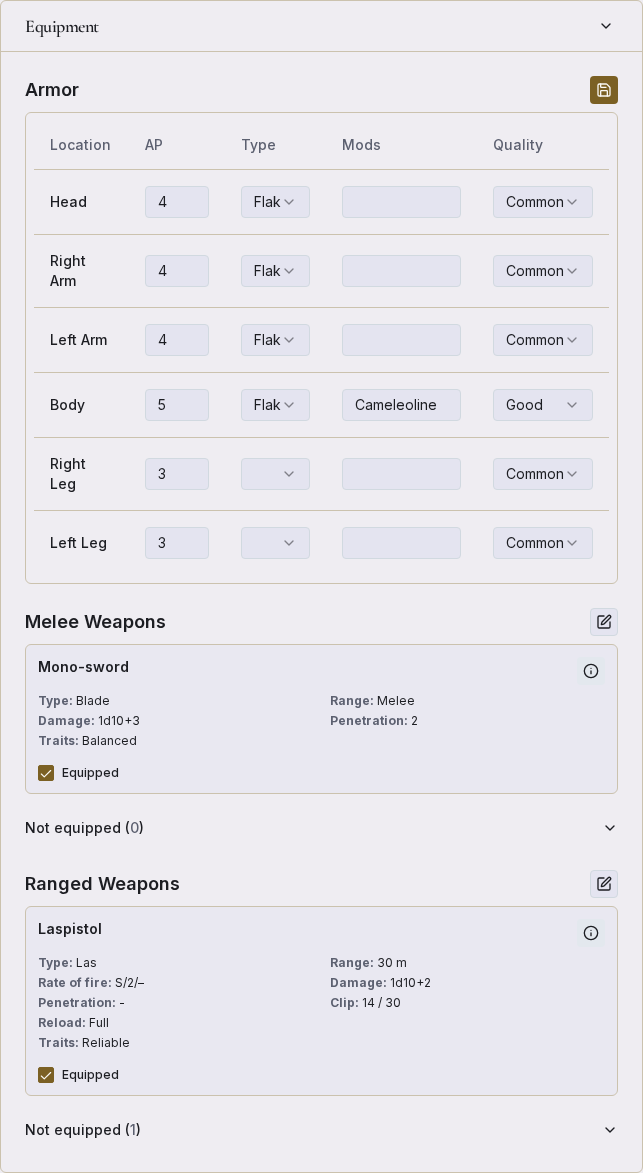 Equipment
Armor
Location AP Type Mods Quality
Head 4 Flak Common
Right
Arm 4 Flak Common
Left Arm 4 Flak Common
Body 5 Flak Cameleoline Good
Right
Leg 3 Common
Left Leg 3 Common
Melee Weapons
Mono-sword
Type: Blade Range: Melee
Damage: 1d10+3 Penetration: 2
Traits: Balanced
Equipped
Not equipped (0)
Ranged Weapons
Laspistol
Type: Las Range: 30 m
Rate of fire: S/2/– Damage: 1d10+2
Penetration: - Clip: 14 / 30
Reload: Full
Traits: Reliable
Equipped
Not equipped (1)